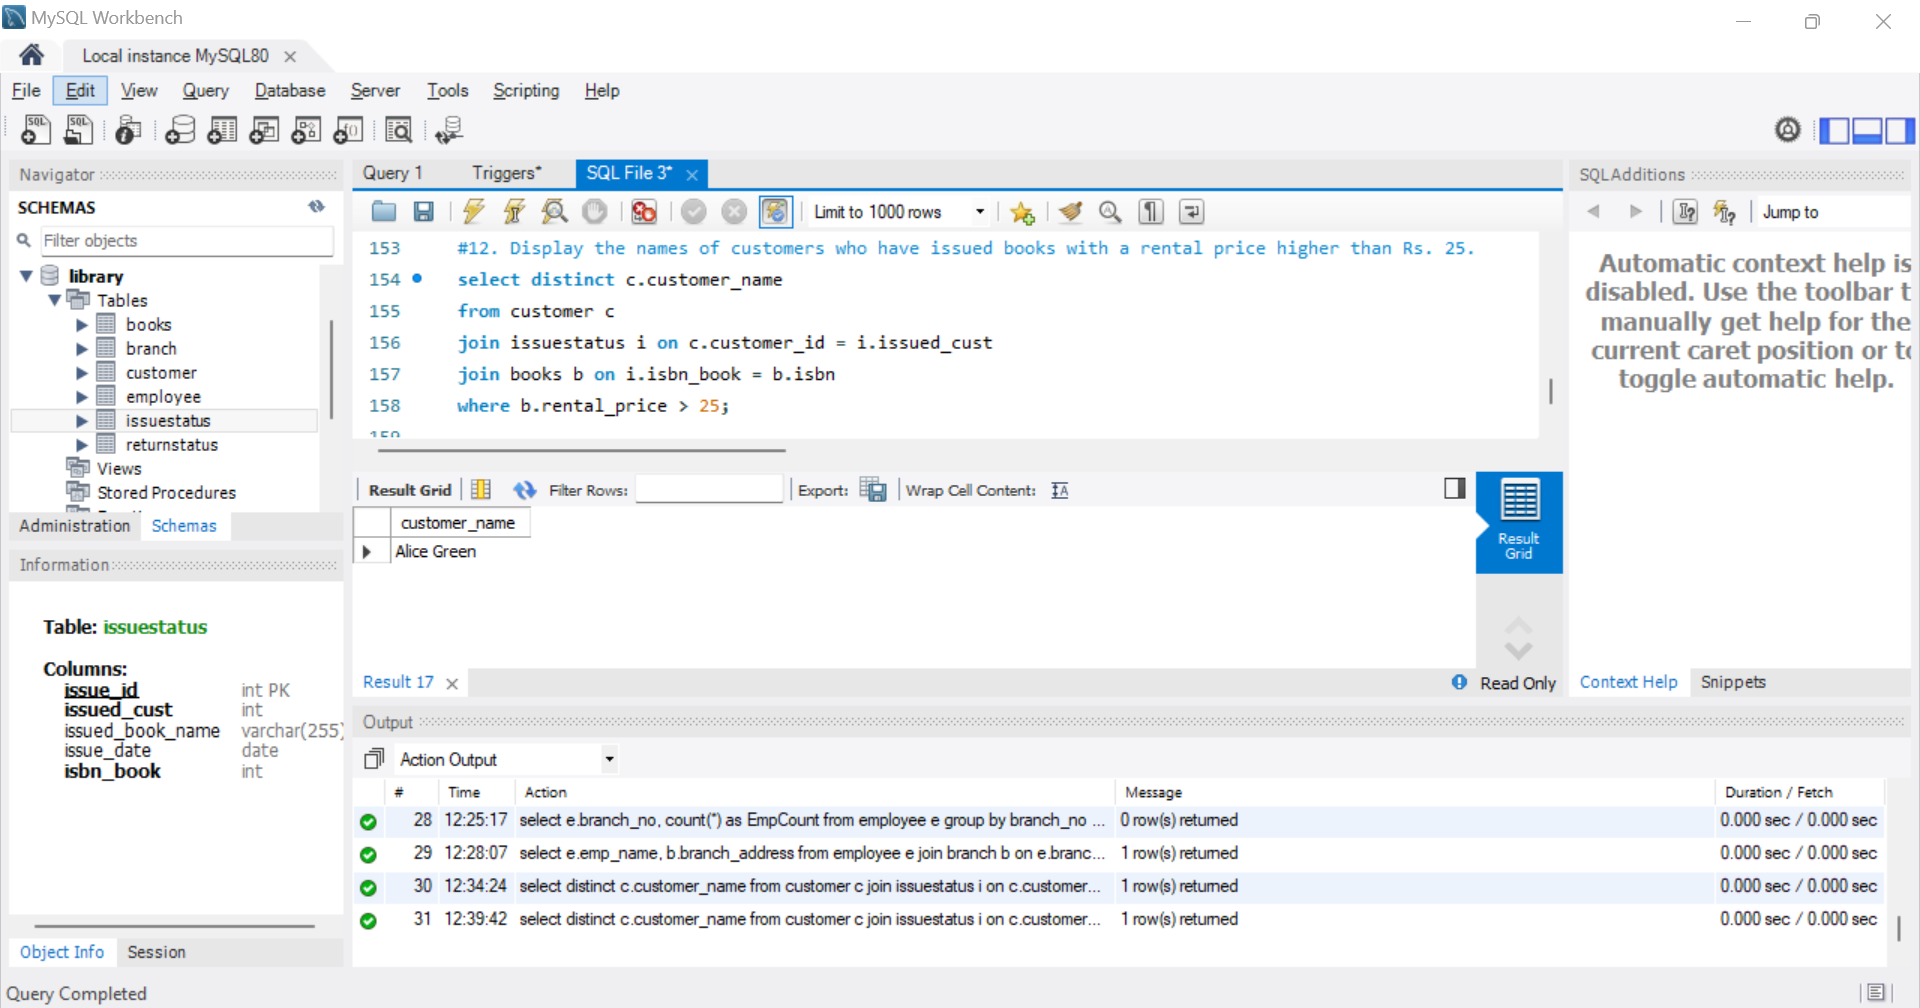 MySQL Workbench
Local instance MySQL80
File Edit View Query Database Server Tools Scripting Help
Navigator
SCHEMAS
Filter objects
library
Tables
books
branch
customer
employee
issuestatus
returnstatus
Views
Stored Procedures
Administration Schemas
Information
Table: issuestatus
Columns:
issue_id int PK
issued_cust int
issued_book_name varchar(255)
issue_date date
isbn_book int
Object Info Session
Query Completed
Query 1 Triggers* SQL File 3*
Limit to 1000 rows
153 #12. Display the names of customers who have issued books with a rental price higher than Rs. 25.
154 select distinct c.customer_name
155 from customer c
156 join issuestatus i on c.customer_id = i.issued_cust
157 join books b on i.isbn_book = b.isbn
158 where b.rental_price > 25;
159
Result Grid Filter Rows: Export: Wrap Cell Content:
customer_name
Alice Green
Result Grid
Result 17
Read Only
SQLAdditions
Jump to
Automatic context help is
disabled. Use the toolbar t
manually get help for the
current caret position or to
toggle automatic help.
Context Help Snippets
Output
Action Output
# Time Action Message Duration / Fetch
28 12:25:17 select e.branch_no, count(*) as EmpCount from employee e group by branch_no ... 0 row(s) returned 0.000 sec / 0.000 sec
29 12:28:07 select e.emp_name, b.branch_address from employee e join branch b on e.branc... 1 row(s) returned 0.000 sec / 0.000 sec
30 12:34:24 select distinct c.customer_name from customer c join issuestatus i on c.customer... 1 row(s) returned 0.000 sec / 0.000 sec
31 12:39:42 select distinct c.customer_name from customer c join issuestatus i on c.customer... 1 row(s) returned 0.000 sec / 0.000 sec